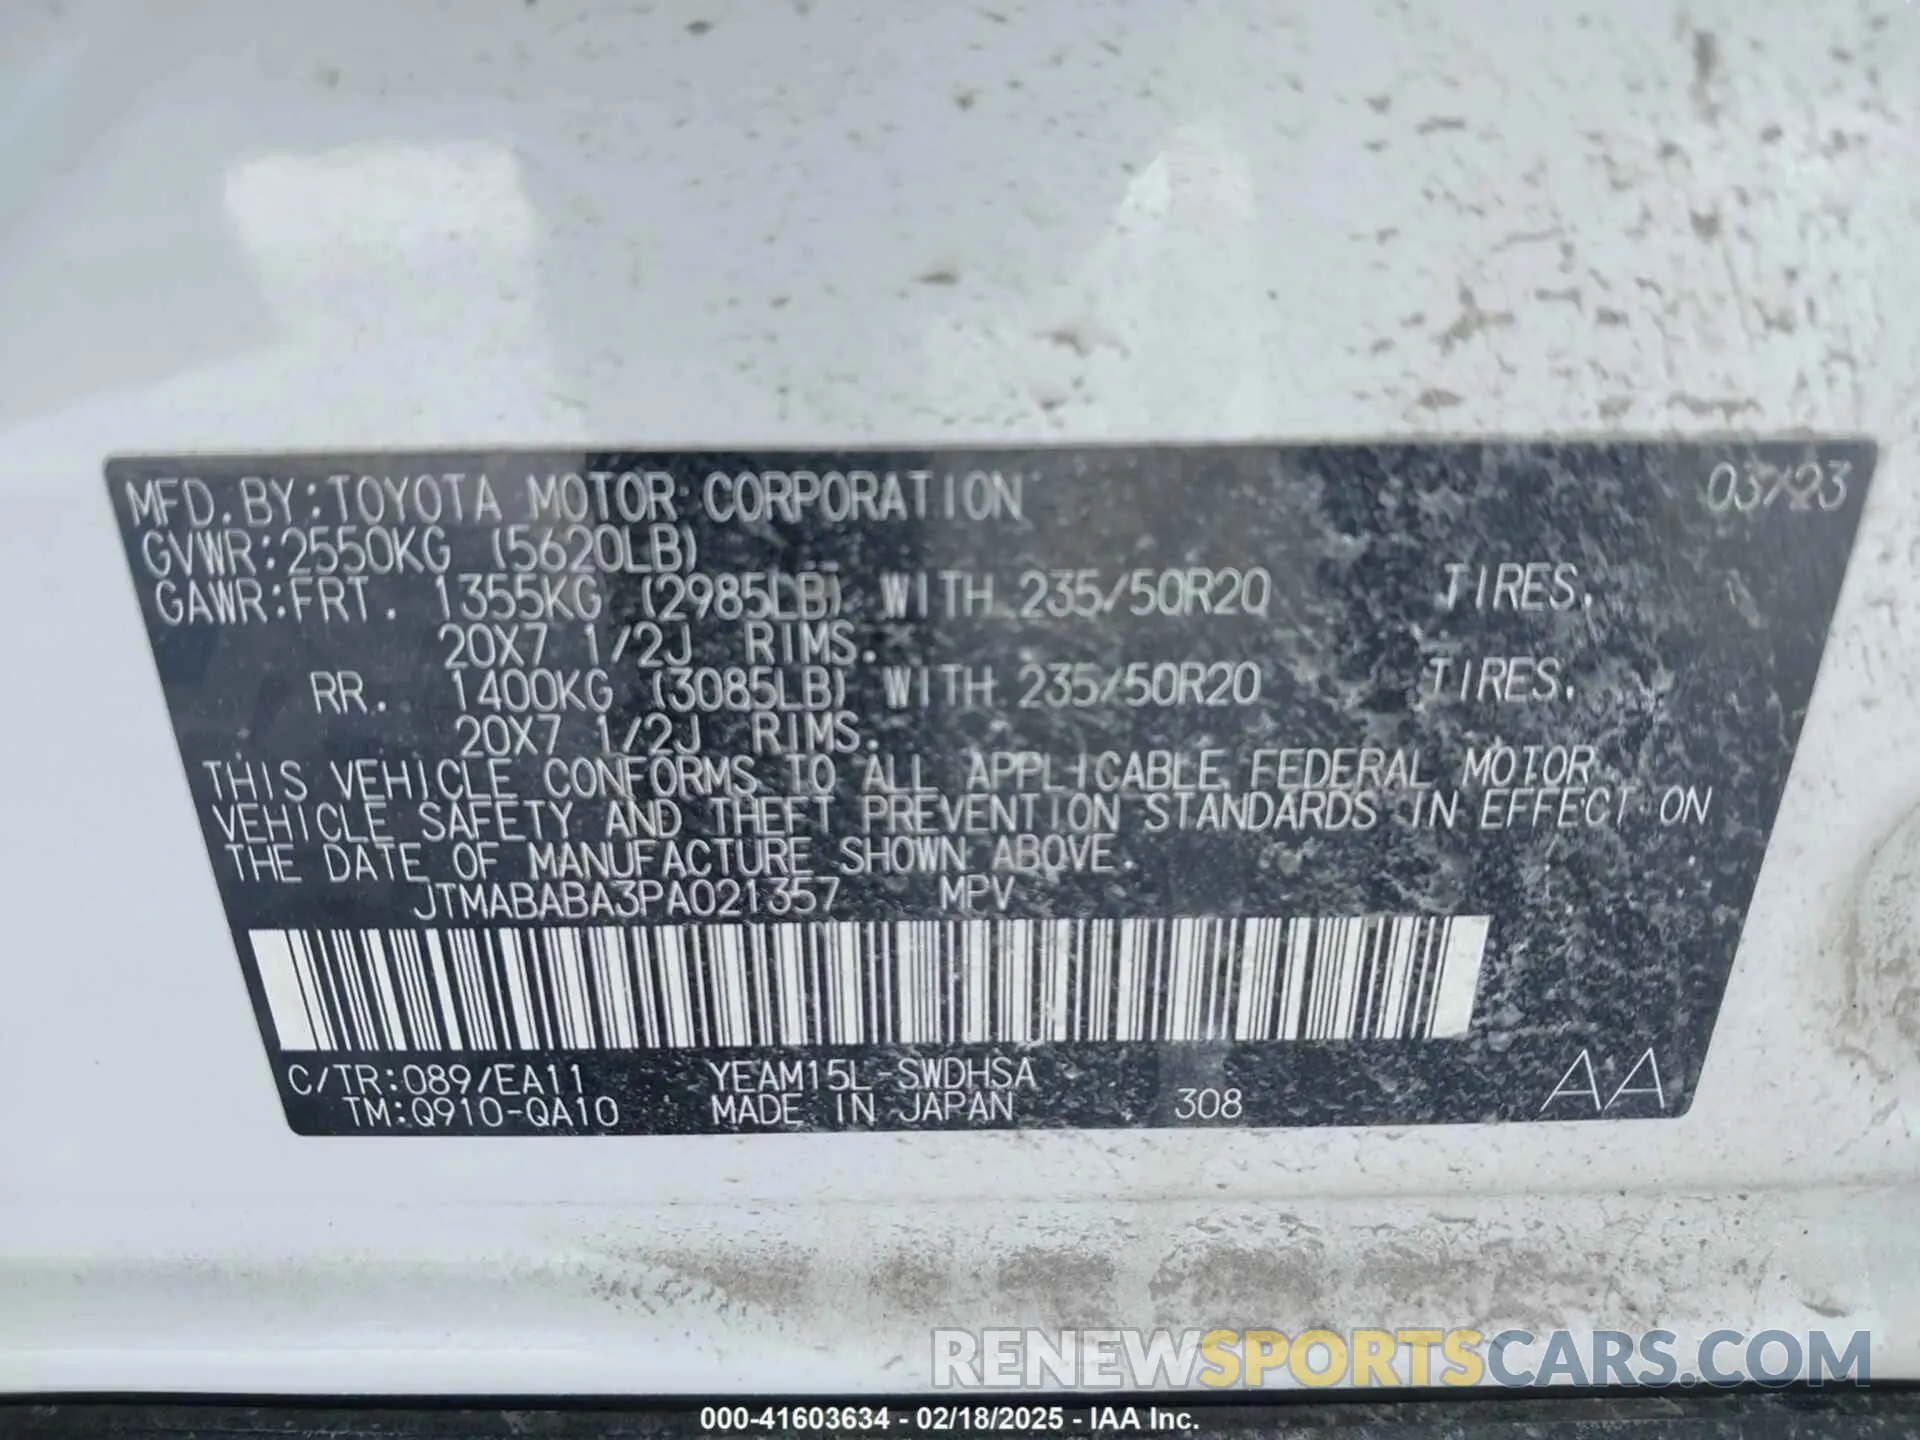 MFD. BY: TOYOTA MOTOR CORPORATION 03/23
GVWR: 2550KG (5620LB)
GAWR: FRT. 1355KG (2985LB) WITH 235/50R20 TIRES,
20X7 1/2J RIMS.
RR. 1400KG (3085LB) WITH 235/50R20 TIRES,
20X7 1/2J RIMS.
THIS VEHICLE CONFORMS TO ALL APPLICABLE FEDERAL MOTOR
VEHICLE SAFETY AND THEFT PREVENTION STANDARDS IN EFFECT ON
THE DATE OF MANUFACTURE SHOWN ABOVE.
JTMABABA3PA021357 MPV
C/TR: 089/EA11 YEAM15L-SWDHSA
TM: Q910-QA10 MADE IN JAPAN 308 AA
RENEWSPORTSCARS.COM
000-41603634 - 02/18/2025 - IAA Inc.